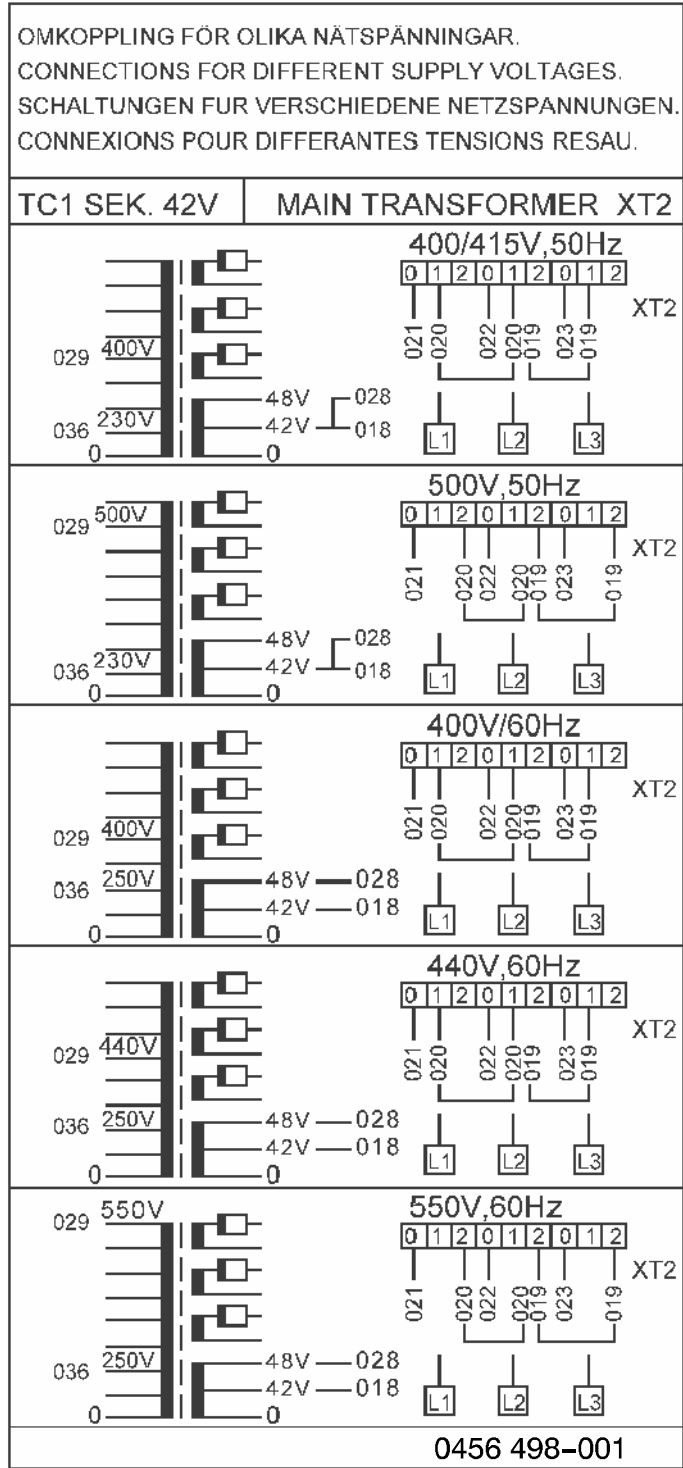 OMKOPPLING FÖR OLIKA NÄTSPÄNNINGAR.
CONNECTIONS FOR DIFFERENT SUPPLY VOLTAGES.
SCHALTUNGEN FUR VERSCHIEDENE NETZSPANNUNGEN.
CONNEXIONS POUR DIFFERANTES TENSIONS RESAU.
TC1 SEK. 42V MAIN TRANSFORMER XT2
400/415V,50Hz
0 1 2 0 1 2 0 1 2
XT2
021 020 022 020 019 023 019
029 400V
48V 028
036 230V 42V 018
0 0
L1 L2 L3
500V,50Hz
0 1 2 0 1 2 0 1 2
029 500V
XT2
021 020 022 020 019 023 019
48V 028
036 230V 42V 018
0 0
L1 L2 L3
400V/60Hz
0 1 2 0 1 2 0 1 2
XT2
021 020 022 020 019 023 019
029 400V
036 250V 48V 028
42V 018
0 0
L1 L2 L3
440V,60Hz
0 1 2 0 1 2 0 1 2
XT2
029 440V
021 020 022 020 019 023 019
036 250V 48V 028
42V 018
0 0
L1 L2 L3
029 550V 550V,60Hz
0 1 2 0 1 2 0 1 2
XT2
021 020 022 020 019 023 019
036 250V 48V 028
42V 018
0 0
L1 L2 L3
0456 498-001